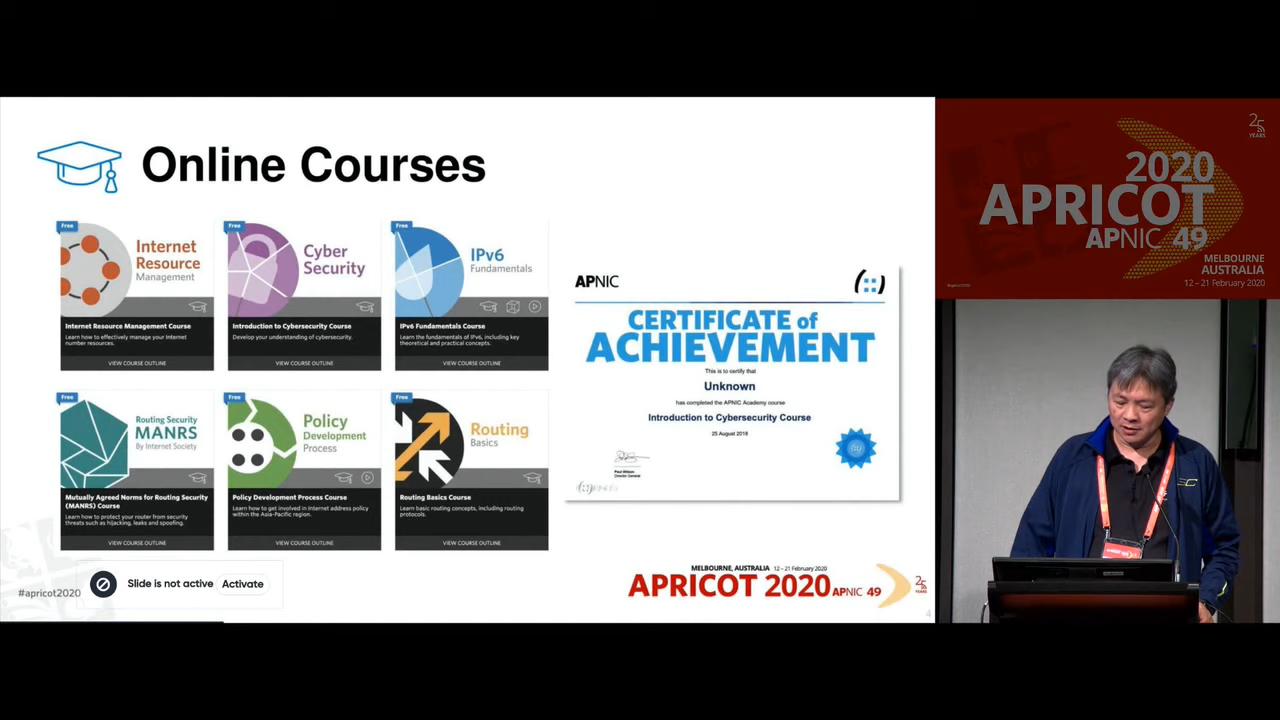 Online Courses
Free
Internet
Resource
Management
Internet Resource Management Course
Learn how to effectively manage your Internet
number resources.
VIEW COURSE OUTLINE
Free
Cyber
Security
Introduction to Cybersecurity Course
Develop your understanding of cybersecurity.
VIEW COURSE OUTLINE
Free
IPv6
Fundamentals
IPv6 Fundamentals Course
Learn the fundamentals of IPv6, including key
theoretical and practical concepts.
VIEW COURSE OUTLINE
Free
Routing Security
MANRS
By Internet Society
Mutually Agreed Norms for Routing Security
(MANRS) Course
Learn how to protect your router from security
threats such as hijacking, leaks and spoofing.
VIEW COURSE OUTLINE
Free
Policy
Development
Process
Policy Development Process Course
Learn how to get involved in Internet address policy
within the Asia-Pacific region.
VIEW COURSE OUTLINE
Free
Routing
Basics
Routing Basics Course
Learn basic routing concepts, including routing
protocols.
VIEW COURSE OUTLINE
APNIC
CERTIFICATE of
ACHIEVEMENT
This is to certify that
Unknown
has completed the APNIC Academy course
Introduction to Cybersecurity Course
25 August 2018
Paul Wilson
Director General
#apricot2020
Slide is not active
Activate
MELBOURNE, AUSTRALIA 12 – 21 February 2020
APRICOT 2020 APNIC 49
25
YEARS
4
25
YEARS
2020
APRICOT
APNIC 49
MELBOURNE
AUSTRALIA
12 – 21 February 2020